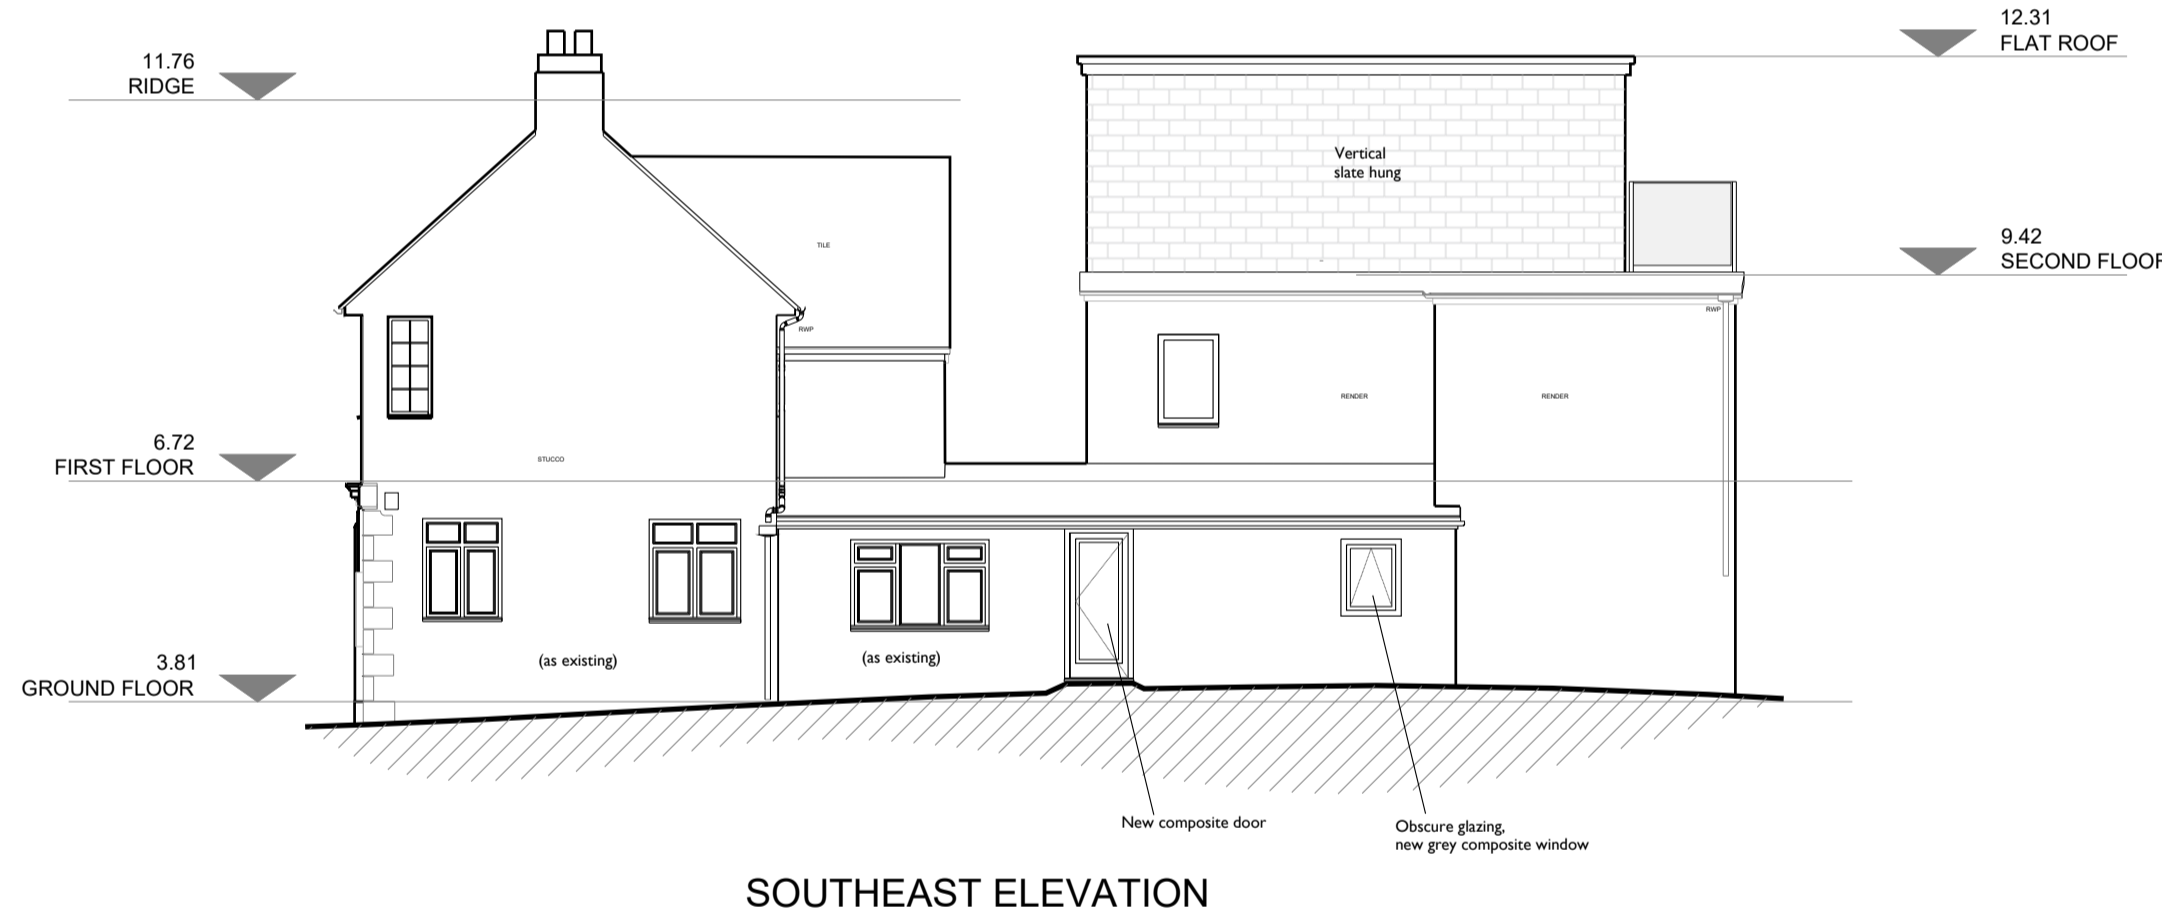 12.31
FLAT ROOF
11.76
RIDGE
Vertical
slate hung
9.42
SECOND FLOOR
TILE
RWP
RWP
RENDER
RENDER
6.72
FIRST FLOOR
STUCCO
3.81
GROUND FLOOR
(as existing)
(as existing)
New composite door
Obscure glazing,
new grey composite window
SOUTHEAST ELEVATION